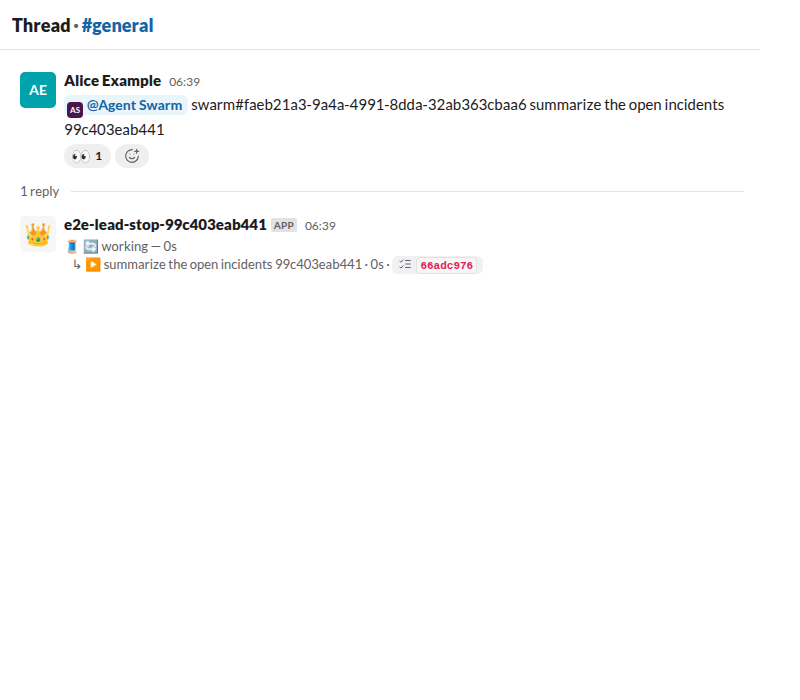 Thread • #general
AE
Alice Example 06:39
AS @Agent Swarm swarm#faeb21a3-9a4a-4991-8dda-32ab363cbaa6 summarize the open incidents
99c403eab441
1
1 reply
e2e-lead-stop-99c403eab441 APP 06:39
working — 0s
↳ summarize the open incidents 99c403eab441 · 0s · 66adc976